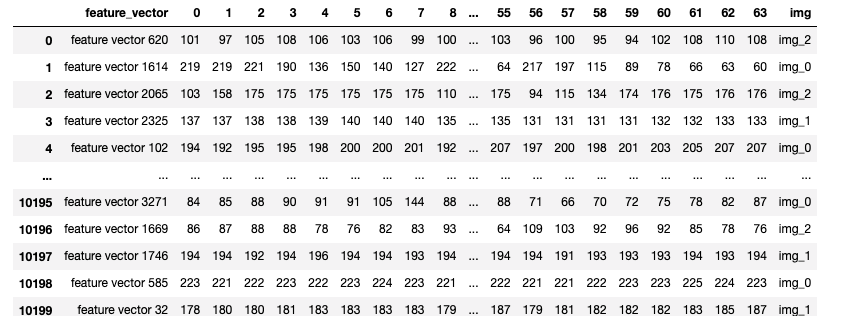 feature_vector 0 1 2 3 4 5 6 7 8 ... 55 56 57 58 59 60 61 62 63 img
0 feature vector 620 101 97 105 108 106 103 106 99 100 ... 103 96 100 95 94 102 108 110 108 img_2
1 feature vector 1614 219 219 221 190 136 150 140 127 222 ... 64 217 197 115 89 78 66 63 60 img_0
2 feature vector 2065 103 158 175 175 175 175 175 175 110 ... 175 94 115 134 174 176 175 176 176 img_2
3 feature vector 2325 137 137 138 138 139 140 140 140 135 ... 135 131 131 131 131 132 132 133 133 img_1
4 feature vector 102 194 192 195 195 198 200 200 201 192 ... 207 197 200 198 201 203 205 207 207 img_0
... ... ... ... ... ... ... ... ... ... ... ... ... ... ... ... ... ... ... ... ... ... ...
10195 feature vector 3271 84 85 88 90 91 91 105 144 88 ... 88 71 66 70 72 75 78 82 87 img_0
10196 feature vector 1669 86 87 88 88 78 76 82 83 93 ... 64 109 103 92 96 92 85 78 76 img_2
10197 feature vector 1746 194 194 192 194 196 194 193 194 194 ... 194 194 191 193 193 194 193 194 194 img_1
10198 feature vector 585 223 221 222 223 222 223 224 223 221 ... 222 221 221 222 223 223 225 224 223 img_0
10199 feature vector 32 178 180 180 181 183 183 183 183 179 ... 187 179 181 182 182 182 183 185 187 img_1